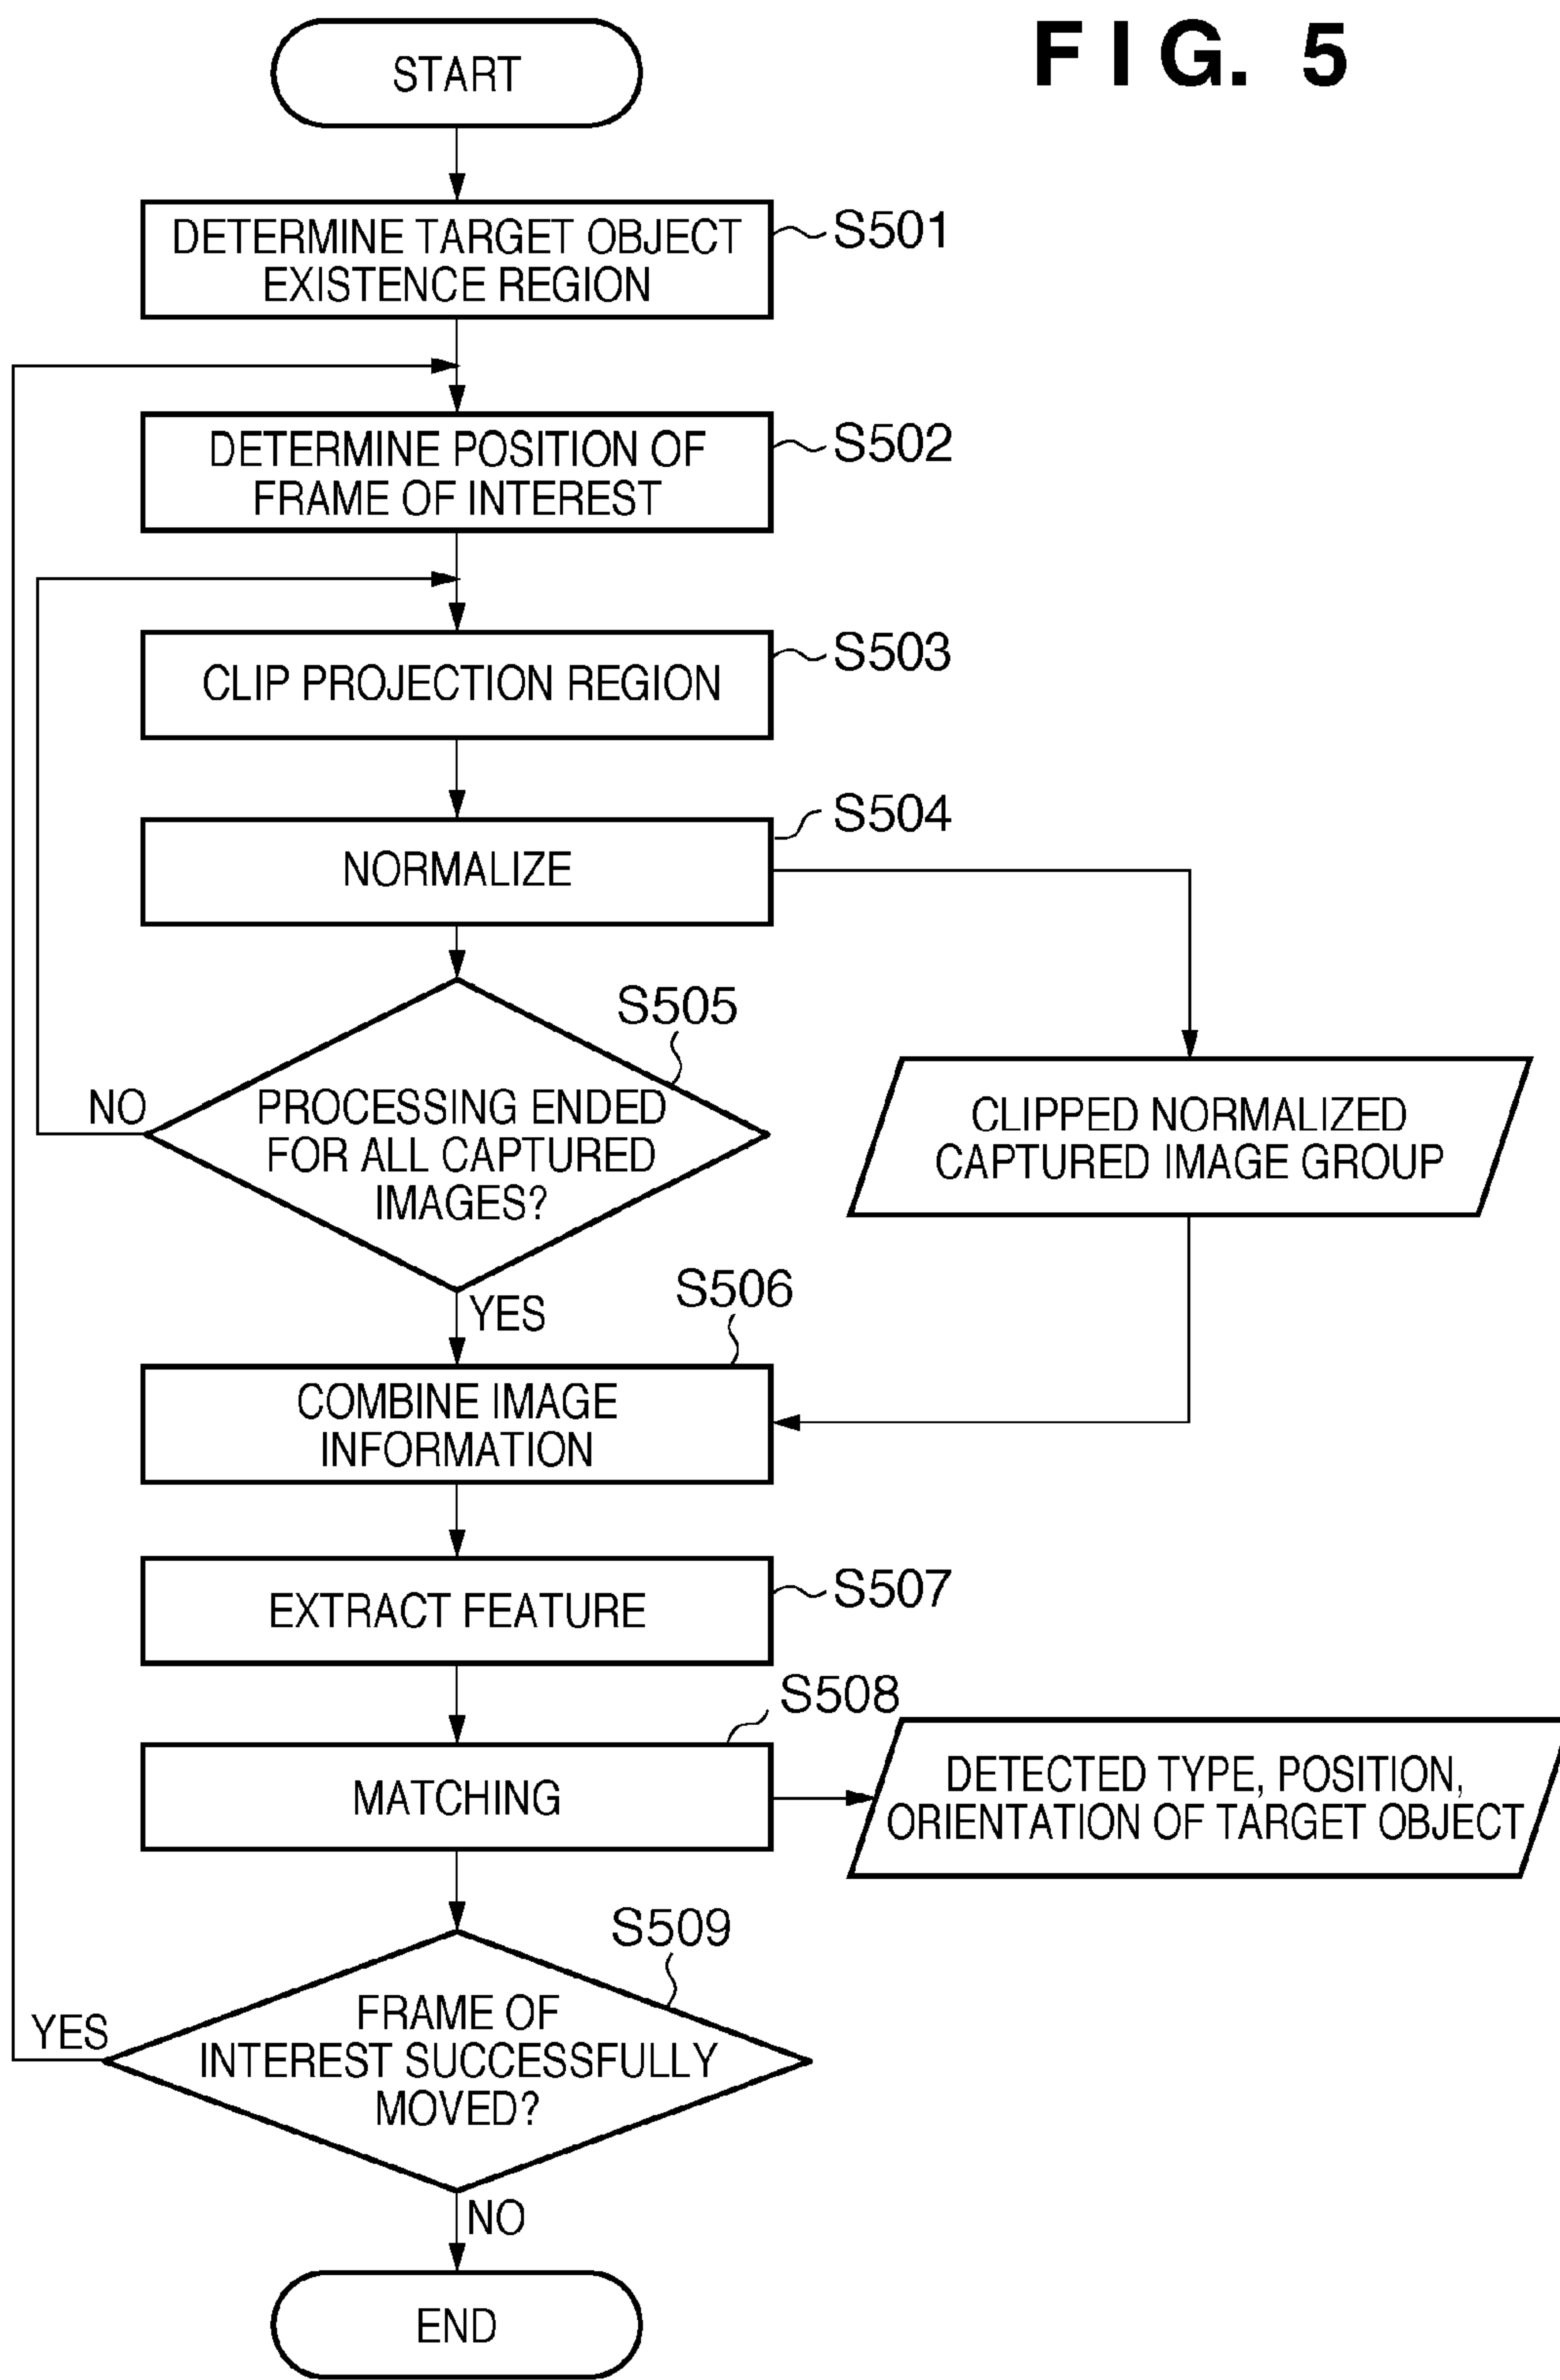 FIG. 5
START
DETERMINE TARGET OBJECT
EXISTENCE REGION
S501
DETERMINE POSITION OF
FRAME OF INTEREST
S502
CLIP PROJECTION REGION
S503
NORMALIZE
S504
S505
PROCESSING ENDED
FOR ALL CAPTURED
IMAGES?
NO
YES
CLIPPED NORMALIZED
CAPTURED IMAGE GROUP
S506
COMBINE IMAGE
INFORMATION
EXTRACT FEATURE
S507
S508
MATCHING
DETECTED TYPE, POSITION,
ORIENTATION OF TARGET OBJECT
S509
FRAME OF
INTEREST SUCCESSFULLY
MOVED?
YES
NO
END